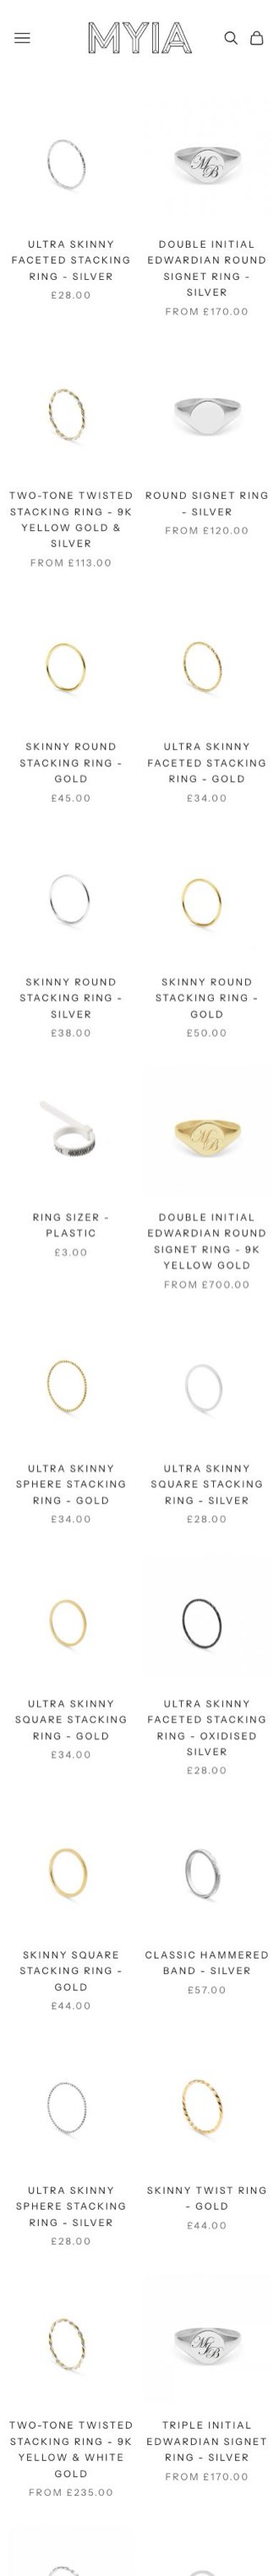 MYIA
ULTRA SKINNY
FACETED STACKING
RING - SILVER
£28.00
DOUBLE INITIAL
EDWARDIAN ROUND
SIGNET RING -
SILVER
FROM £170.00
TWO-TONE TWISTED
STACKING RING - 9K
YELLOW GOLD &
SILVER
FROM £113.00
ROUND SIGNET RING
- SILVER
FROM £120.00
SKINNY ROUND
STACKING RING -
GOLD
£45.00
ULTRA SKINNY
FACETED STACKING
RING - GOLD
£34.00
SKINNY ROUND
STACKING RING -
SILVER
£38.00
SKINNY ROUND
STACKING RING -
GOLD
£50.00
RING SIZER -
PLASTIC
£3.00
DOUBLE INITIAL
EDWARDIAN ROUND
SIGNET RING - 9K
YELLOW GOLD
FROM £700.00
ULTRA SKINNY
SPHERE STACKING
RING - GOLD
£34.00
ULTRA SKINNY
SQUARE STACKING
RING - SILVER
£28.00
ULTRA SKINNY
SQUARE STACKING
RING - GOLD
£34.00
ULTRA SKINNY
FACETED STACKING
RING - OXIDISED
SILVER
£28.00
SKINNY SQUARE
STACKING RING -
GOLD
£44.00
CLASSIC HAMMERED
BAND - SILVER
£57.00
ULTRA SKINNY
SPHERE STACKING
RING - SILVER
£28.00
SKINNY TWIST RING
- GOLD
£44.00
TWO-TONE TWISTED
STACKING RING - 9K
YELLOW & WHITE
GOLD
FROM £235.00
TRIPLE INITIAL
EDWARDIAN SIGNET
RING - SILVER
FROM £170.00